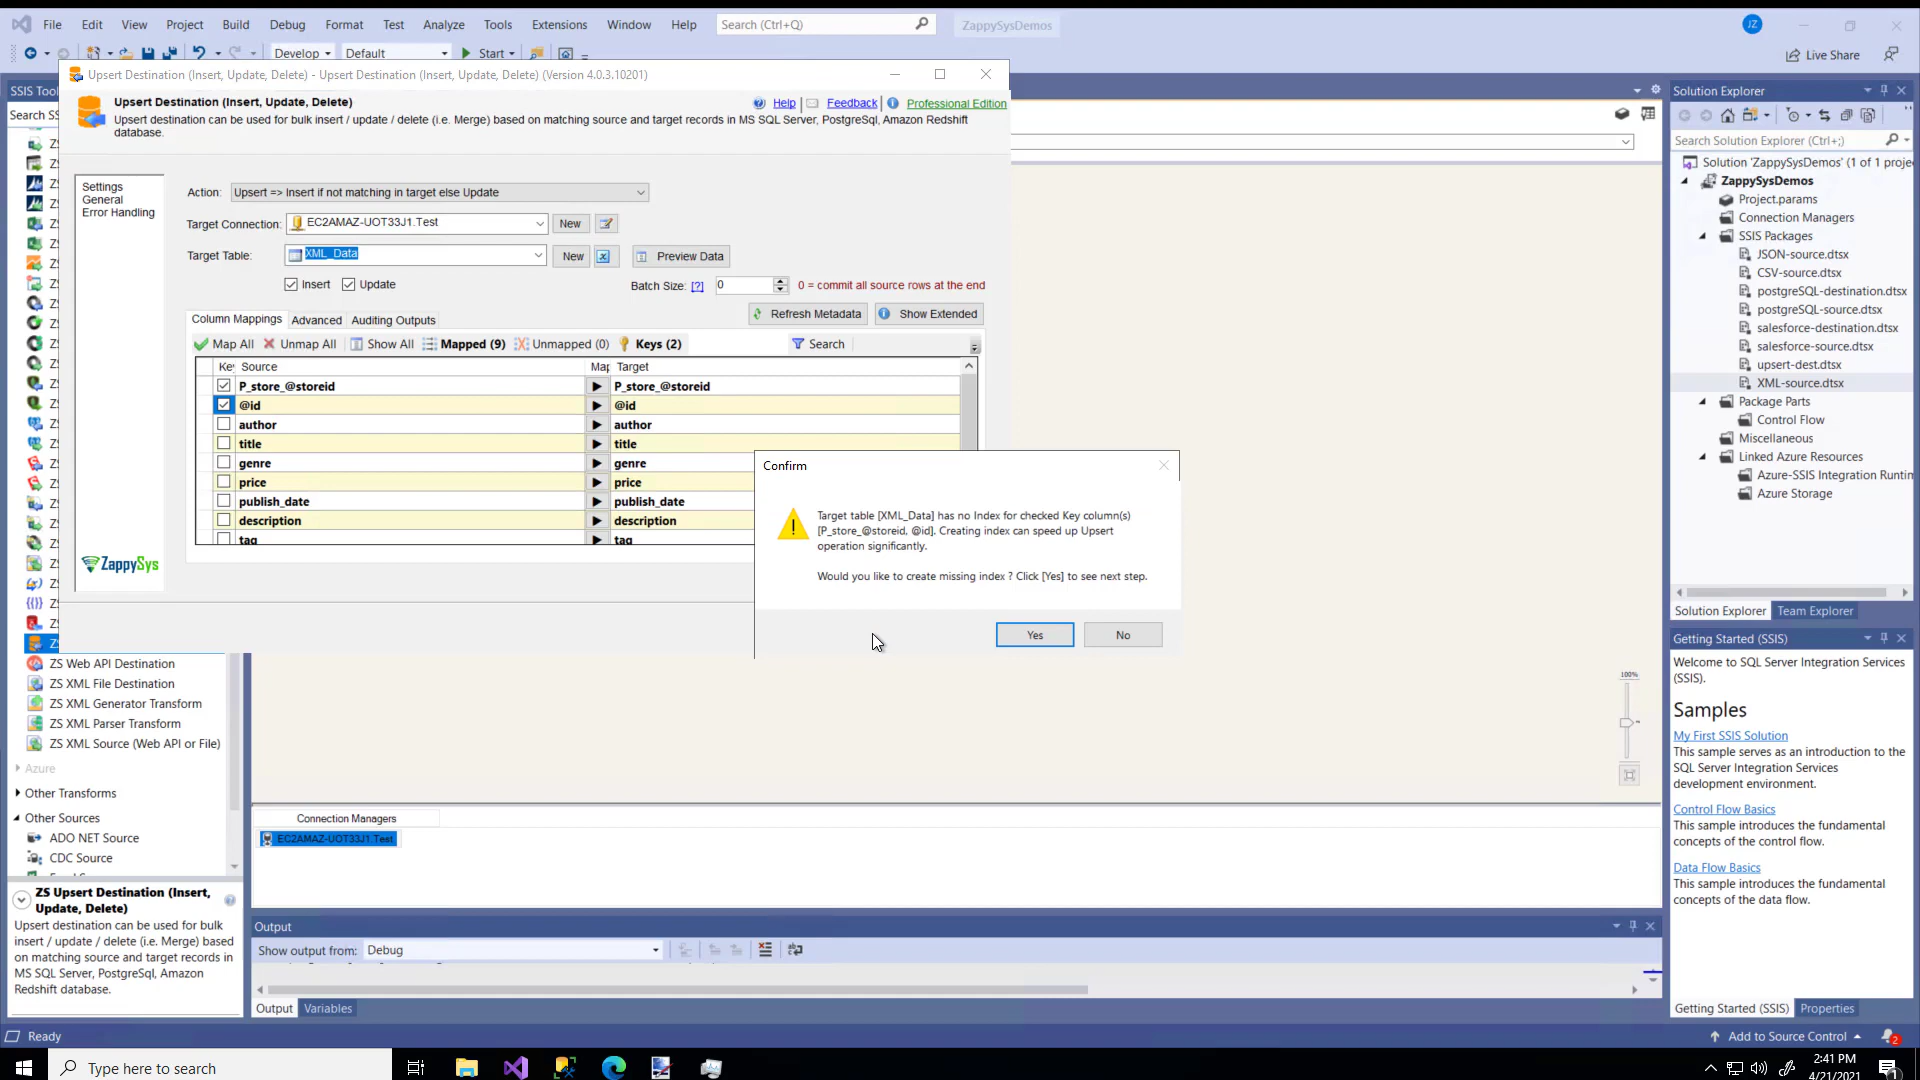 File Edit View Project Build Debug Format Test Analyze Tools Extensions Window Help Search (Ctrl+Q) ZappySysDemos JZ
Develop Default Start Live Share
SSIS Too
Search SS
Upsert Destination (Insert, Update, Delete) - Upsert Destination (Insert, Update, Delete) (Version 4.0.3.10201)
Upsert Destination (Insert, Update, Delete)
Help | Feedback | Professional Edition
Upsert destination can be used for bulk insert / update / delete (i.e. Merge) based on matching source and target records in MS SQL Server, PostgreSql, Amazon Redshift
database.
Settings
General
Error Handling
ZappySys
Action: Upsert => Insert if not matching in target else Update
Target Connection: EC2AMAZ-UOT33J1.Test New
Target Table: XML_Data New Preview Data
Insert Update Batch Size: [?] 0 0 = commit all source rows at the end
Column Mappings Advanced Auditing Outputs Refresh Metadata Show Extended
Map All Unmap All Show All Mapped (9) Unmapped (0) Keys (2) Search
Key Source Map Target
P_store_@storeid P_store_@storeid
@id @id
author author
title title
genre genre
price price
publish_date publish_date
description description
tag tag
Confirm
Target table [XML_Data] has no Index for checked Key column(s)
[P_store_@storeid, @id]. Creating index can speed up Upsert
operation significantly.
Would you like to create missing index ? Click [Yes] to see next step.
Yes No
ZS Web API Destination
ZS XML File Destination
ZS XML Generator Transform
ZS XML Parser Transform
ZS XML Source (Web API or File)
Azure
Other Transforms
Other Sources
ADO NET Source
CDC Source
ZS Upsert Destination (Insert,
Update, Delete)
Upsert destination can be used for bulk
insert / update / delete (i.e. Merge) based
on matching source and target records in
MS SQL Server, PostgreSql, Amazon
Redshift database.
100%
Connection Managers
EC2AMAZ-UOT33J1.Test
Output
Show output from: Debug
Output Variables
Solution Explorer
Search Solution Explorer (Ctrl+;)
Solution 'ZappySysDemos' (1 of 1 proje
ZappySysDemos
Project.params
Connection Managers
SSIS Packages
JSON-source.dtsx
CSV-source.dtsx
postgreSQL-destination.dtsx
postgreSQL-source.dtsx
salesforce-destination.dtsx
salesforce-source.dtsx
upsert-dest.dtsx
XML-source.dtsx
Package Parts
Control Flow
Miscellaneous
Linked Azure Resources
Azure-SSIS Integration Runtin
Azure Storage
Solution Explorer Team Explorer
Getting Started (SSIS)
Welcome to SQL Server Integration Services
(SSIS).
Samples
My First SSIS Solution
This sample serves as an introduction to the
SQL Server Integration Services
development environment.
Control Flow Basics
This sample introduces the fundamental
concepts of the control flow.
Data Flow Basics
This sample introduces the fundamental
concepts of the data flow.
Getting Started (SSIS) Properties
Ready Add to Source Control 2
Type here to search 2:41 PM
4/21/2021 1